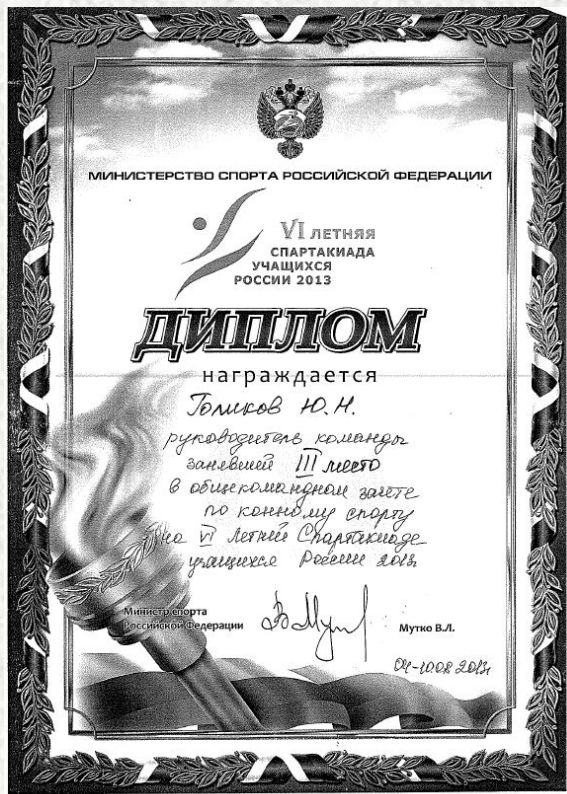 МИНИСТЕРСТВО СПОРТА РОССИЙСКОЙ ФЕДЕРАЦИИ
VI ЛЕТНЯЯ
СПАРТАКИАДА
УЧАЩИХСЯ
РОССИИ 2013
ДИПЛОМ
награждается
Голиков Ю.Н.
руководитель команды
занявшей III место
в общекомандном зачете
по конному спорту
на VI Летней Спартакиаде
учащихся России 2013
Министр спорта
Российской Федерации
Мутко В.Л.
04-10.08.2013г